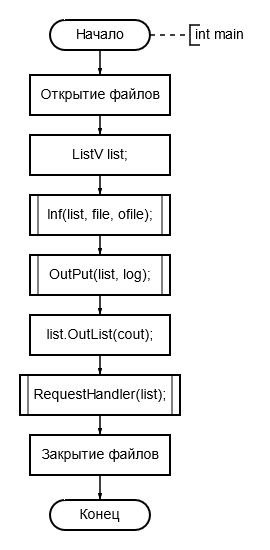 Начало
int main
Открытие файлов
ListV list;
Inf(list, file, ofile);
OutPut(list, log);
list.OutList(cout);
RequestHandler(list);
Закрытие файлов
Конец